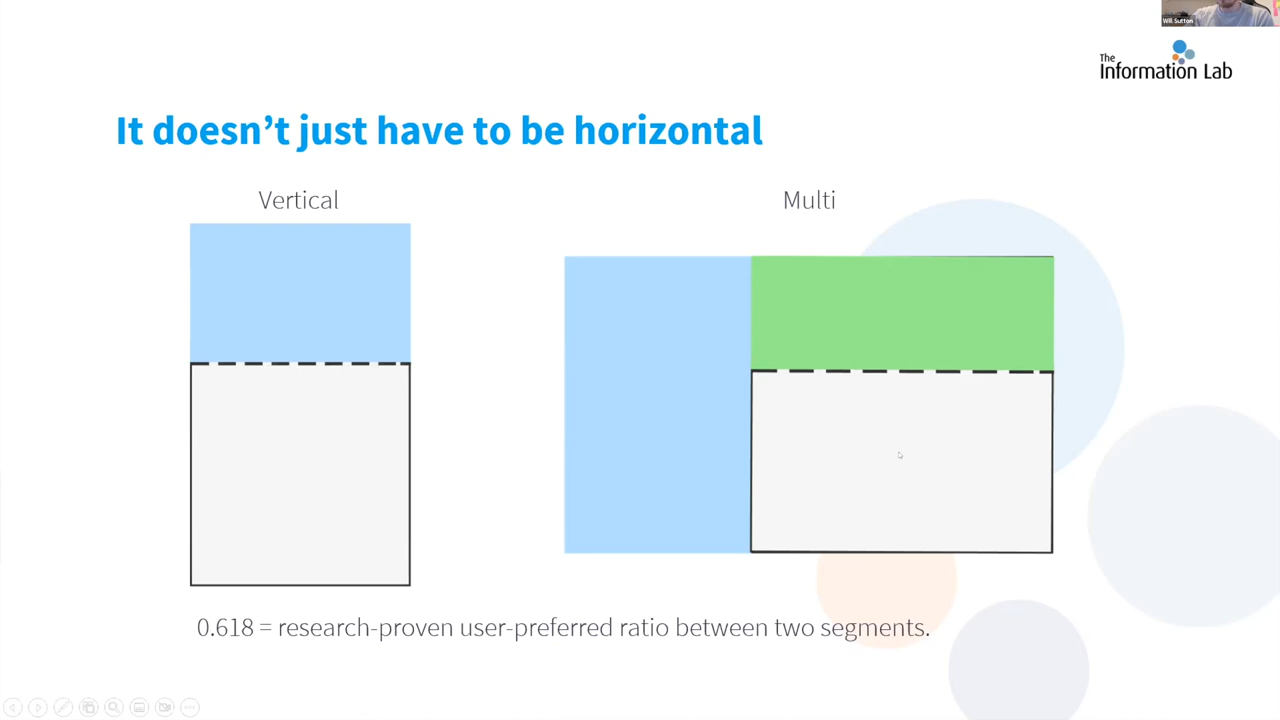 Will Sutton
The
Information Lab
It doesn’t just have to be horizontal
Vertical
Multi
0.618 = research-proven user-preferred ratio between two segments.